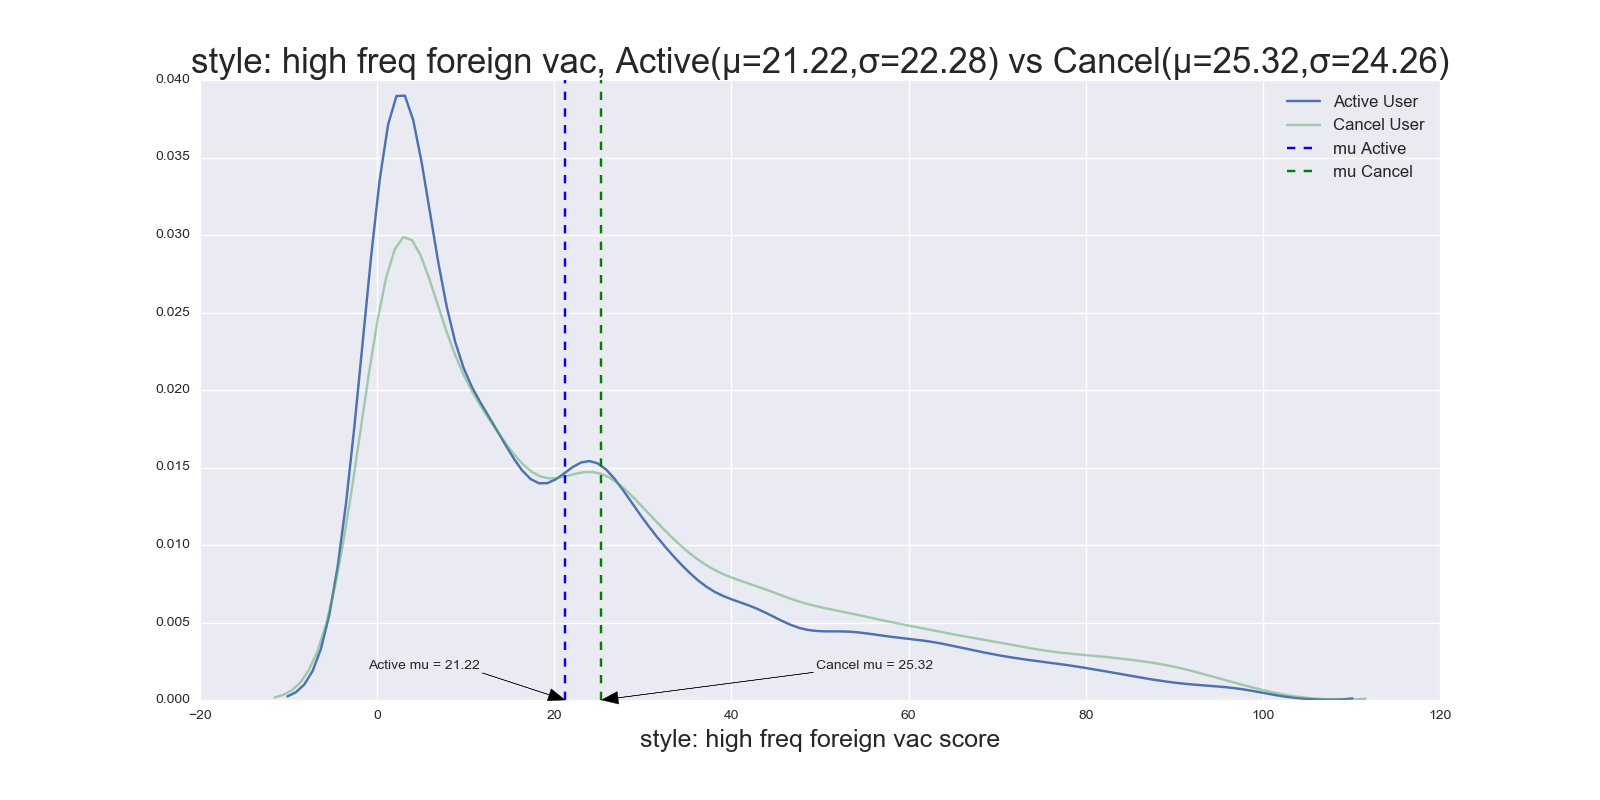 style: high freq foreign vac, Active(μ=21.22,σ=22.28) vs Cancel(μ=25.32,σ=24.26)
0.040
0.035
0.030
0.025
0.020
0.015
0.010
0.005
0.000
Active User
Cancel User
mu Active
mu Cancel
Active mu = 21.22
Cancel mu = 25.32
−20
0
20
40
60
80
100
120
style: high freq foreign vac score